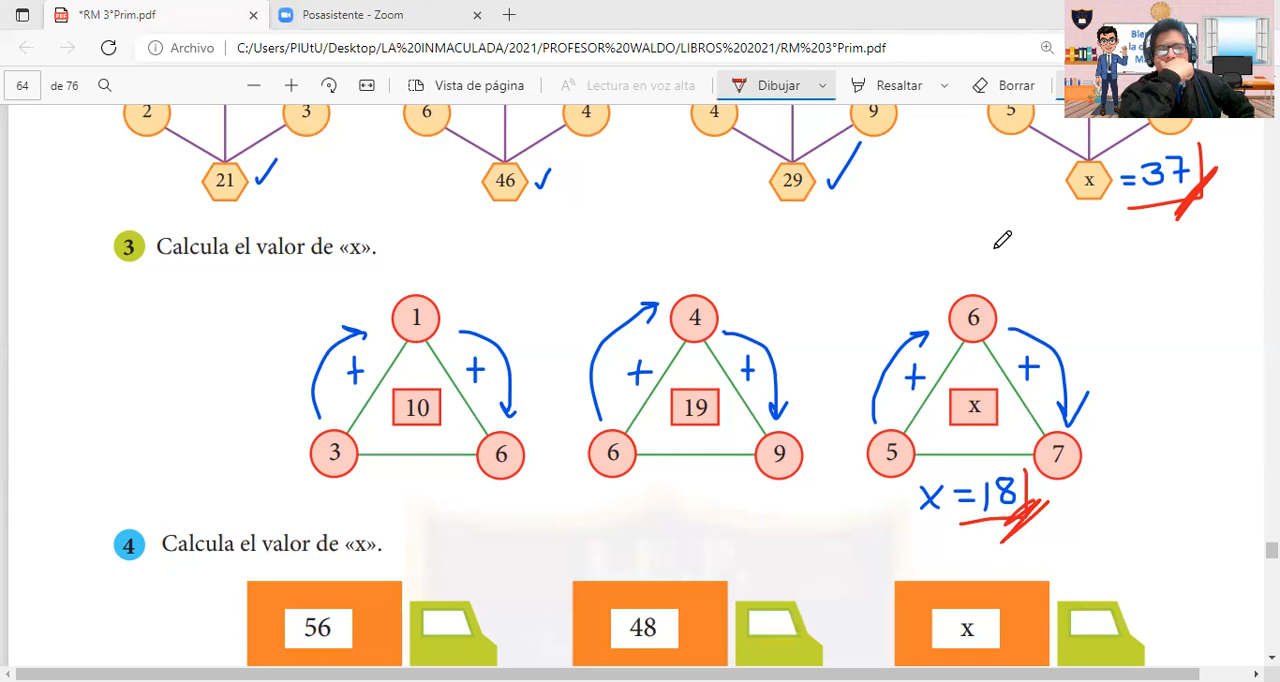 *RM 3°Prim.pdf
Posasistente - Zoom
Archivo
C:/Users/PIUtU/Desktop/LA%20INMACULADA/2021/PROFESOR%20WALDO/LIBROS%202021/RM%203°Prim.pdf
64 de 76
Vista de página
Lectura en voz alta
Dibujar
Resaltar
Borrar
2 3 6 4 4 9 5
21 46 29 x = 37
3 Calcula el valor de «x».
1 4 6
+ + + + + +
10 19 x
3 6 6 9 5 7
x = 18
4 Calcula el valor de «x».
56 48 x